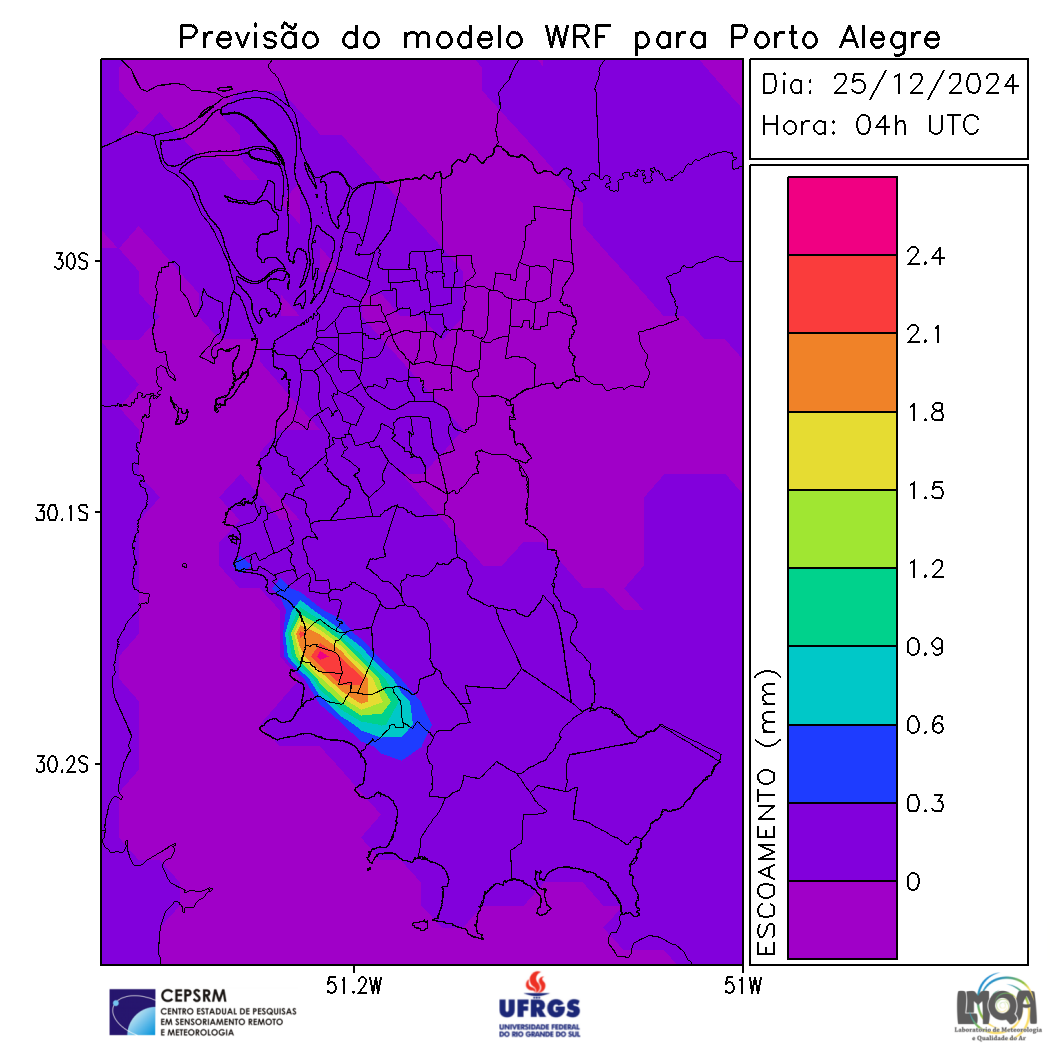 Previsão do modelo WRF para Porto Alegre
Dia: 25/12/2024
Hora: 04h UTC
30S
30.1S
30.2S
51.2W
51W
2.4
2.1
1.8
1.5
1.2
0.9
0.6
0.3
0
ESCOAMENTO (mm)
CEPSRM
CENTRO ESTADUAL DE PESQUISAS
EM SENSORIAMENTO REMOTO
E METEOROLOGIA
UFRGS
UNIVERSIDADE FEDERAL
DO RIO GRANDE DO SUL
LMQA
Laboratório de Meteorologia
e Qualidade do Ar